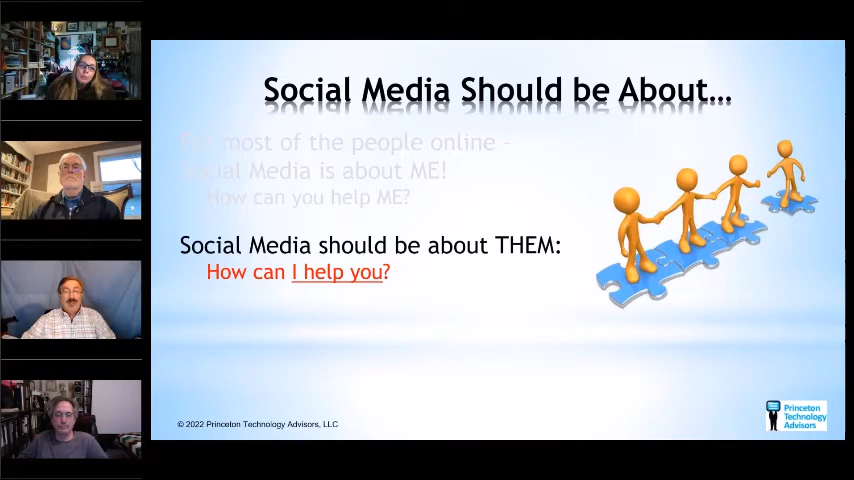 Social Media Should be About...
For most of the people online –
Social Media is about ME!
How can you help ME?
Social Media should be about THEM:
How can I help you?
© 2022 Princeton Technology Advisors, LLC
Princeton
Technology
Advisors